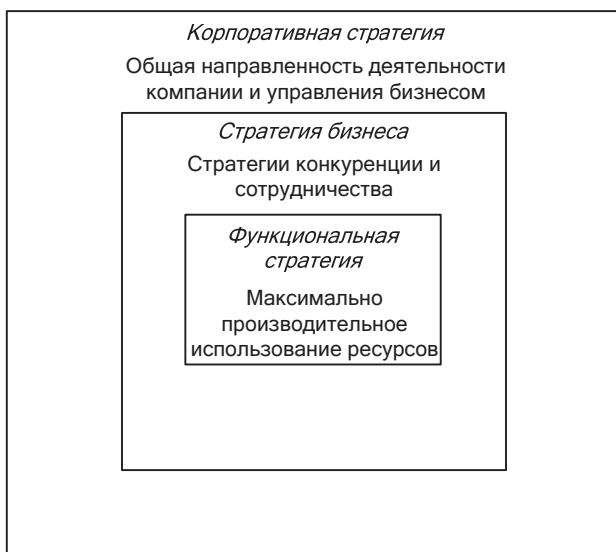 Корпоративная стратегия
Общая направленность деятельности
компании и управления бизнесом
Стратегия бизнеса
Стратегии конкуренции и
сотрудничества
Функциональная
стратегия
Максимально
производительное
использование ресурсов